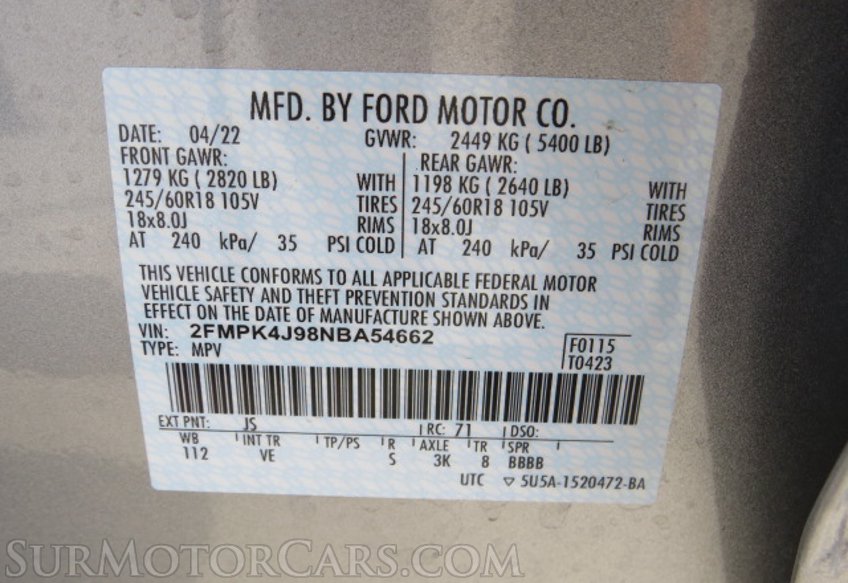 MFD. BY FORD MOTOR CO.
DATE: 04/22 GVWR: 2449 KG ( 5400 LB)
FRONT GAWR: REAR GAWR:
1279 KG ( 2820 LB) WITH 1198 KG ( 2640 LB) WITH
245/60R18 105V TIRES 245/60R18 105V TIRES
18x8.0J RIMS 18x8.0J RIMS
AT 240 kPa/ 35 PSI COLD AT 240 kPa/ 35 PSI COLD
THIS VEHICLE CONFORMS TO ALL APPLICABLE FEDERAL MOTOR
VEHICLE SAFETY AND THEFT PREVENTION STANDARDS IN
EFFECT ON THE DATE OF MANUFACTURE SHOWN ABOVE.
VIN: 2FMPK4J98NBA54662 F0115
TYPE: MPV T0423
EXT PNT: JS RC: 71 DSO:
WB INT TR TP/PS R AXLE TR SPR
112 VE S 3K 8 BBBB
UTC ▽ 5U5A-1520472-BA
SURMOTORCARS.COM